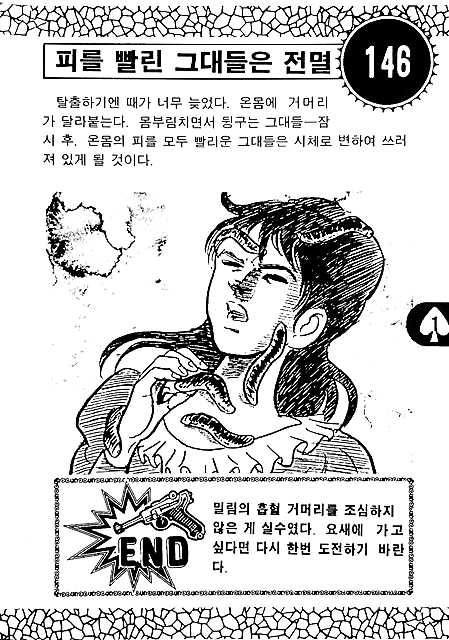 피를 빨린 그대들은 전멸
146
탈출하기엔 때가 너무 늦었다. 온몸에 거머리
가 달라붙는다. 몸부림치면서 뒹구는 그대들—잠
시 후, 온몸의 피를 모두 빨리운 그대들은 시체로 변하여 쓰러
져 있게 될 것이다.
1
END
밀림의 흡혈 거머리를 조심하지
않은 게 실수였다. 요새에 가고
싶다면 다시 한번 도전하기 바란
다.